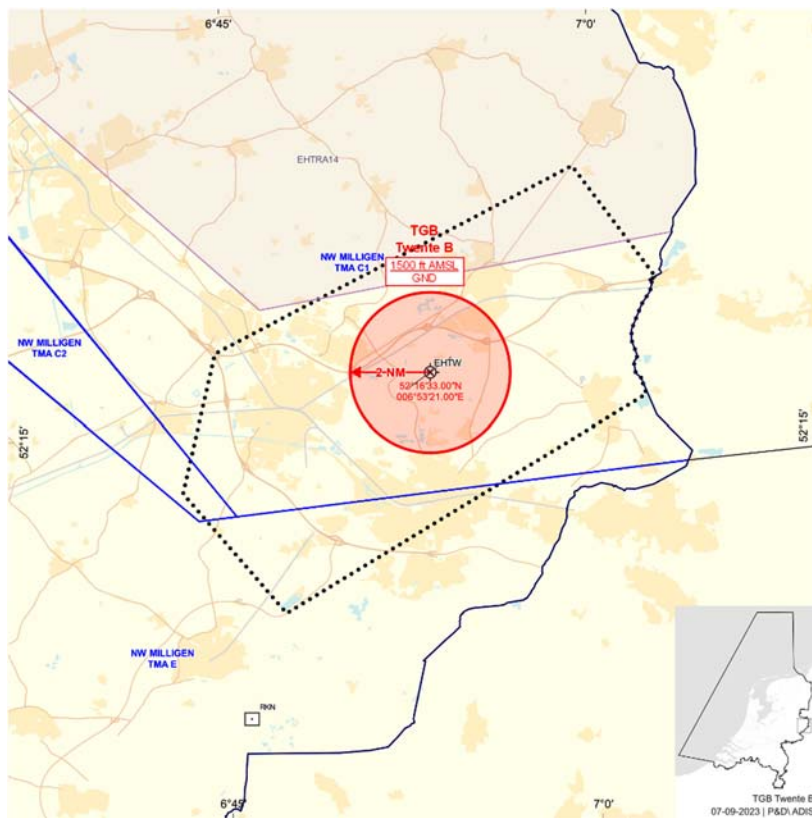 6°45'
7°0'
EHTRA14
TGB
Twente B
NW MILLIGEN
TMA C1
1500 ft AMSL
GND
NW MILLIGEN
TMA C2
EHTW
2 NM
52°16'33.00"N
006°53'21.00"E
52°15'
52°15'
NW MILLIGEN
TMA E
RKN
6°45'
7°0'
TGB Twente B
07-09-2023 | P&D\ ADIS